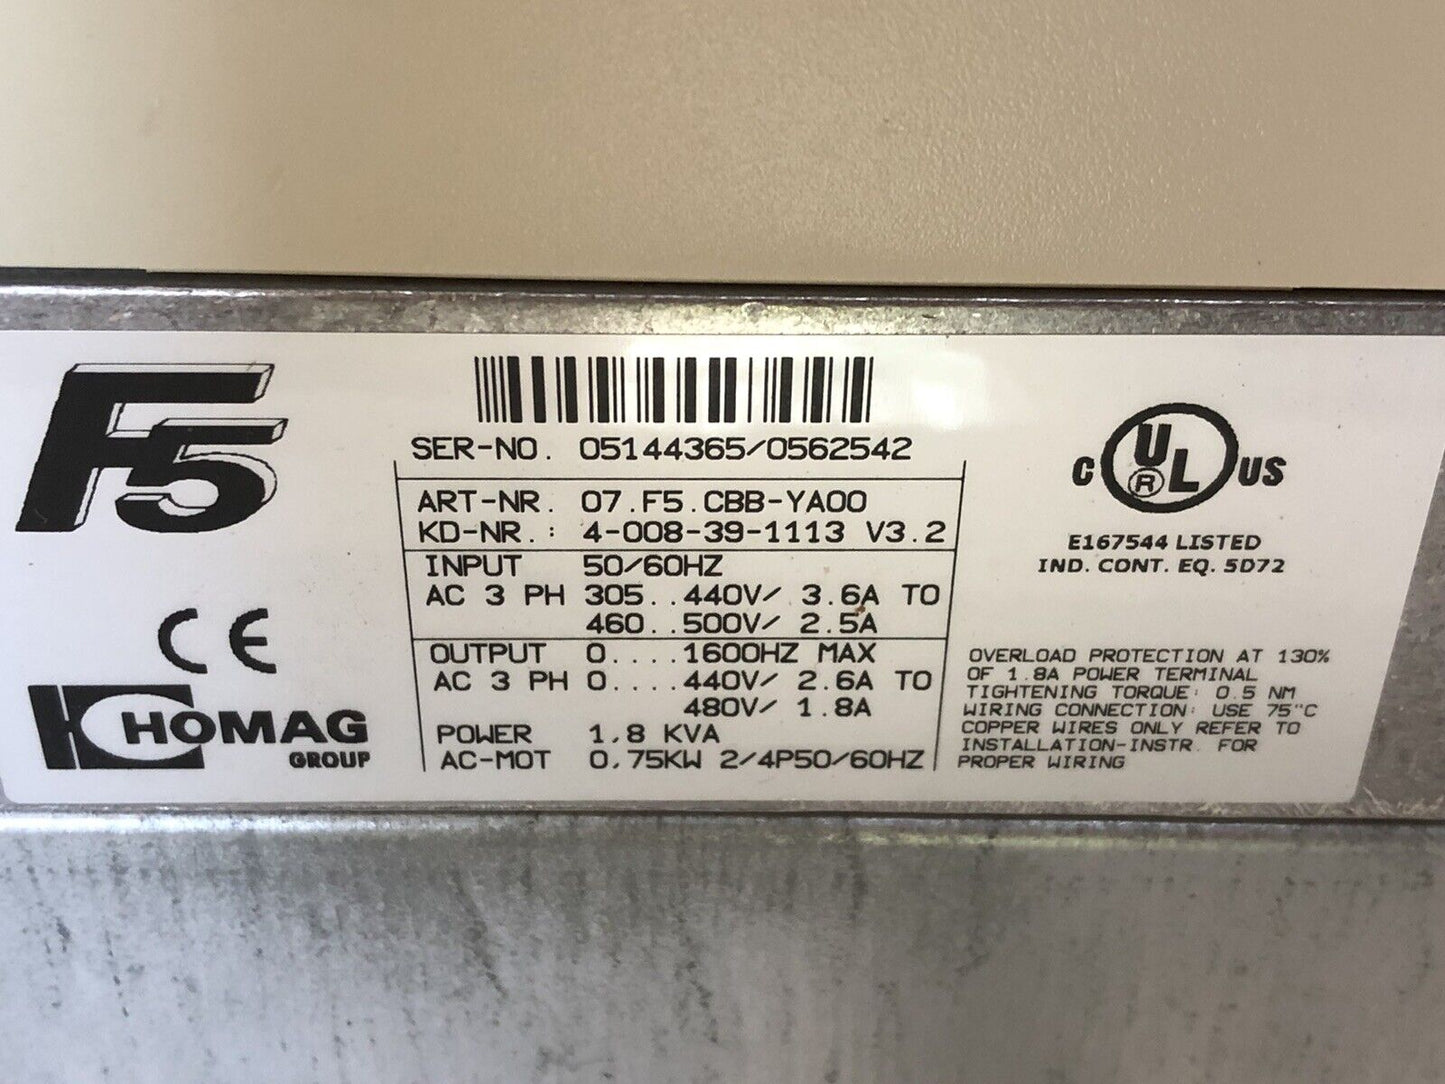 F5
SER-NO. 05144365/0562542
ART-NR. 07.F5.CBB-YA00
KD-NR.: 4-008-39-1113 V3.2
INPUT 50/60HZ
AC 3 PH 305..440V/ 3.6A TO
460..500V/ 2.5A
OUTPUT 0....1600HZ MAX
AC 3 PH 0....440V/ 2.6A TO
480V/ 1.8A
POWER 1,8 KVA
AC-MOT 0,75KW 2/4P50/60HZ
CE
HOMAG
GROUP
C UL US
®
E167544 LISTED
IND. CONT. EQ. 5D72
OVERLOAD PROTECTION AT 130%
OF 1.8A POWER TERMINAL
TIGHTENING TORQUE: 0.5 NM
WIRING CONNECTION: USE 75°C
COPPER WIRES ONLY REFER TO
INSTALLATION-INSTR. FOR
PROPER WIRING